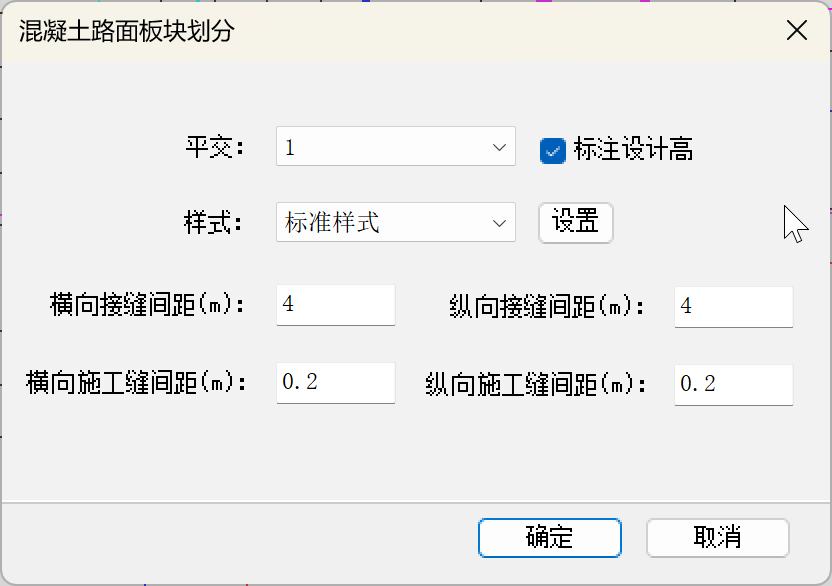 混凝土路面板块划分
平交： 1 标注设计高
样式： 标准样式 设置
横向接缝间距(m)： 4 纵向接缝间距(m)： 4
横向施工缝间距(m)： 0.2 纵向施工缝间距(m)： 0.2
确定 取消